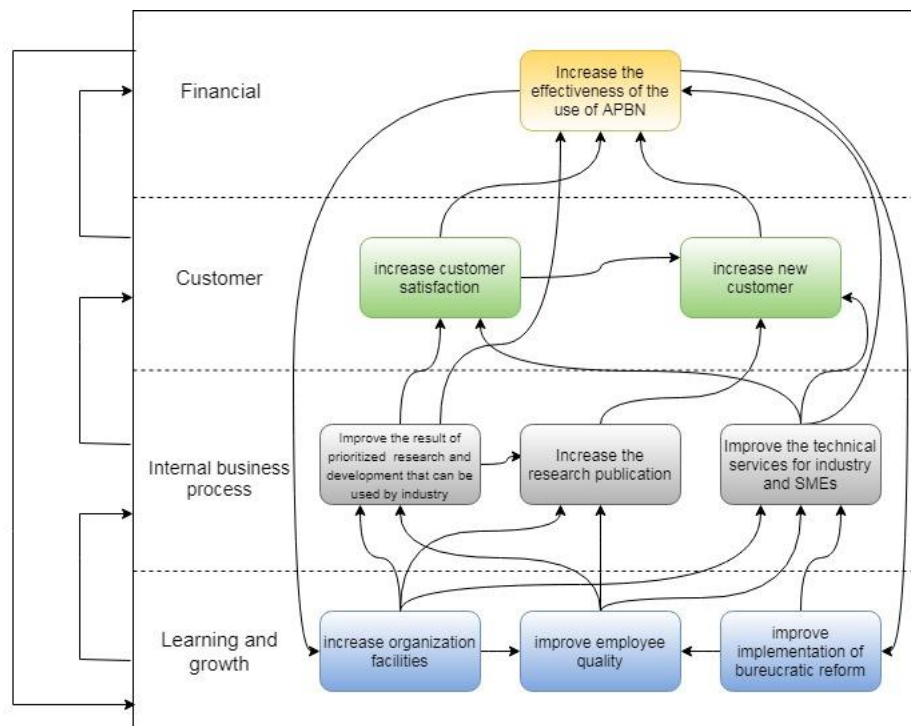 Financial
Increase the
effectiveness of the
use of APBN
Customer
increase customer
satisfaction
increase new
customer
Internal business
process
Improve the result of
prioritized research and
development that can be
used by industry
Increase the
research publication
Improve the technical
services for industry
and SMEs
Learning and
growth
increase organization
facilities
improve employee
quality
improve
implementation of
bureucratic reform